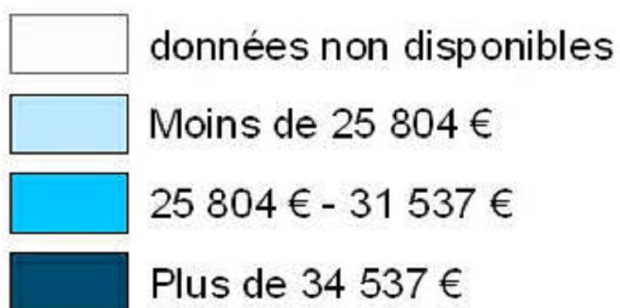 données non disponibles
Moins de 25 804 €
25 804 € - 31 537 €
Plus de 34 537 €